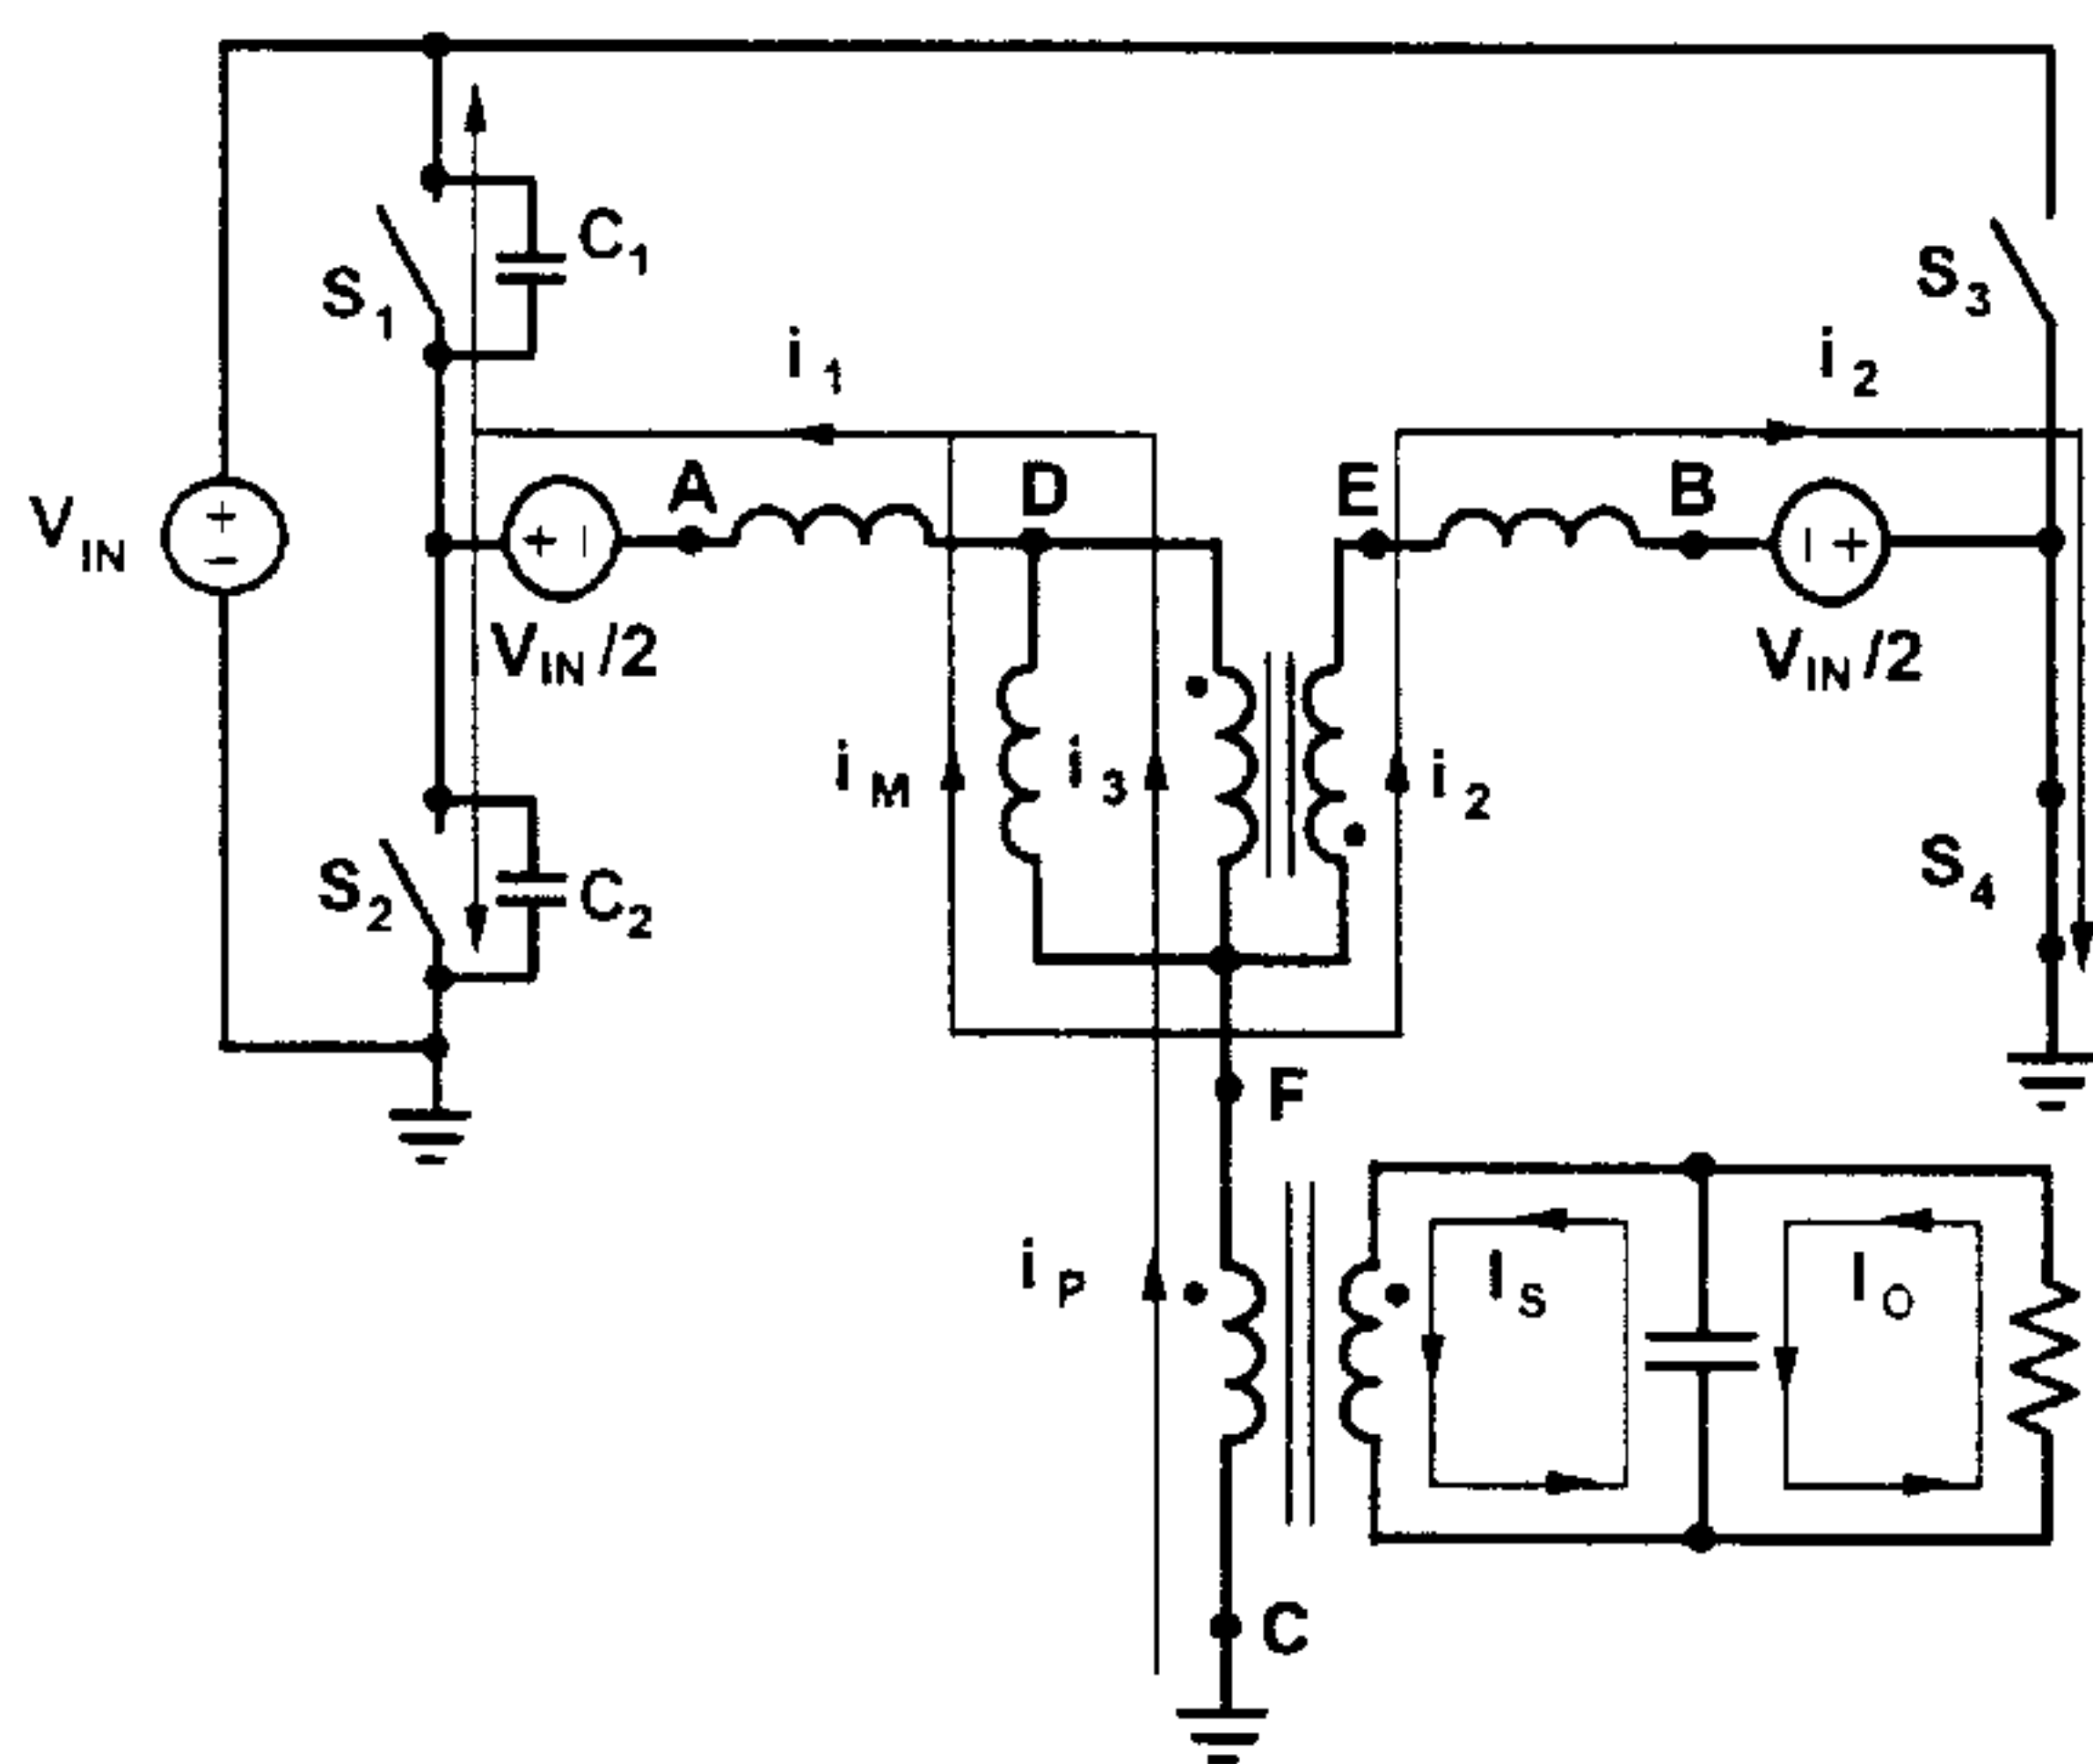 C1
S1
S3
i1
i2
VIN
+
−
A
D
E
B
+ −
− +
VIN/2
VIN/2
iM
i3
i2
S2
C2
S4
F
iP
IS
IO
C